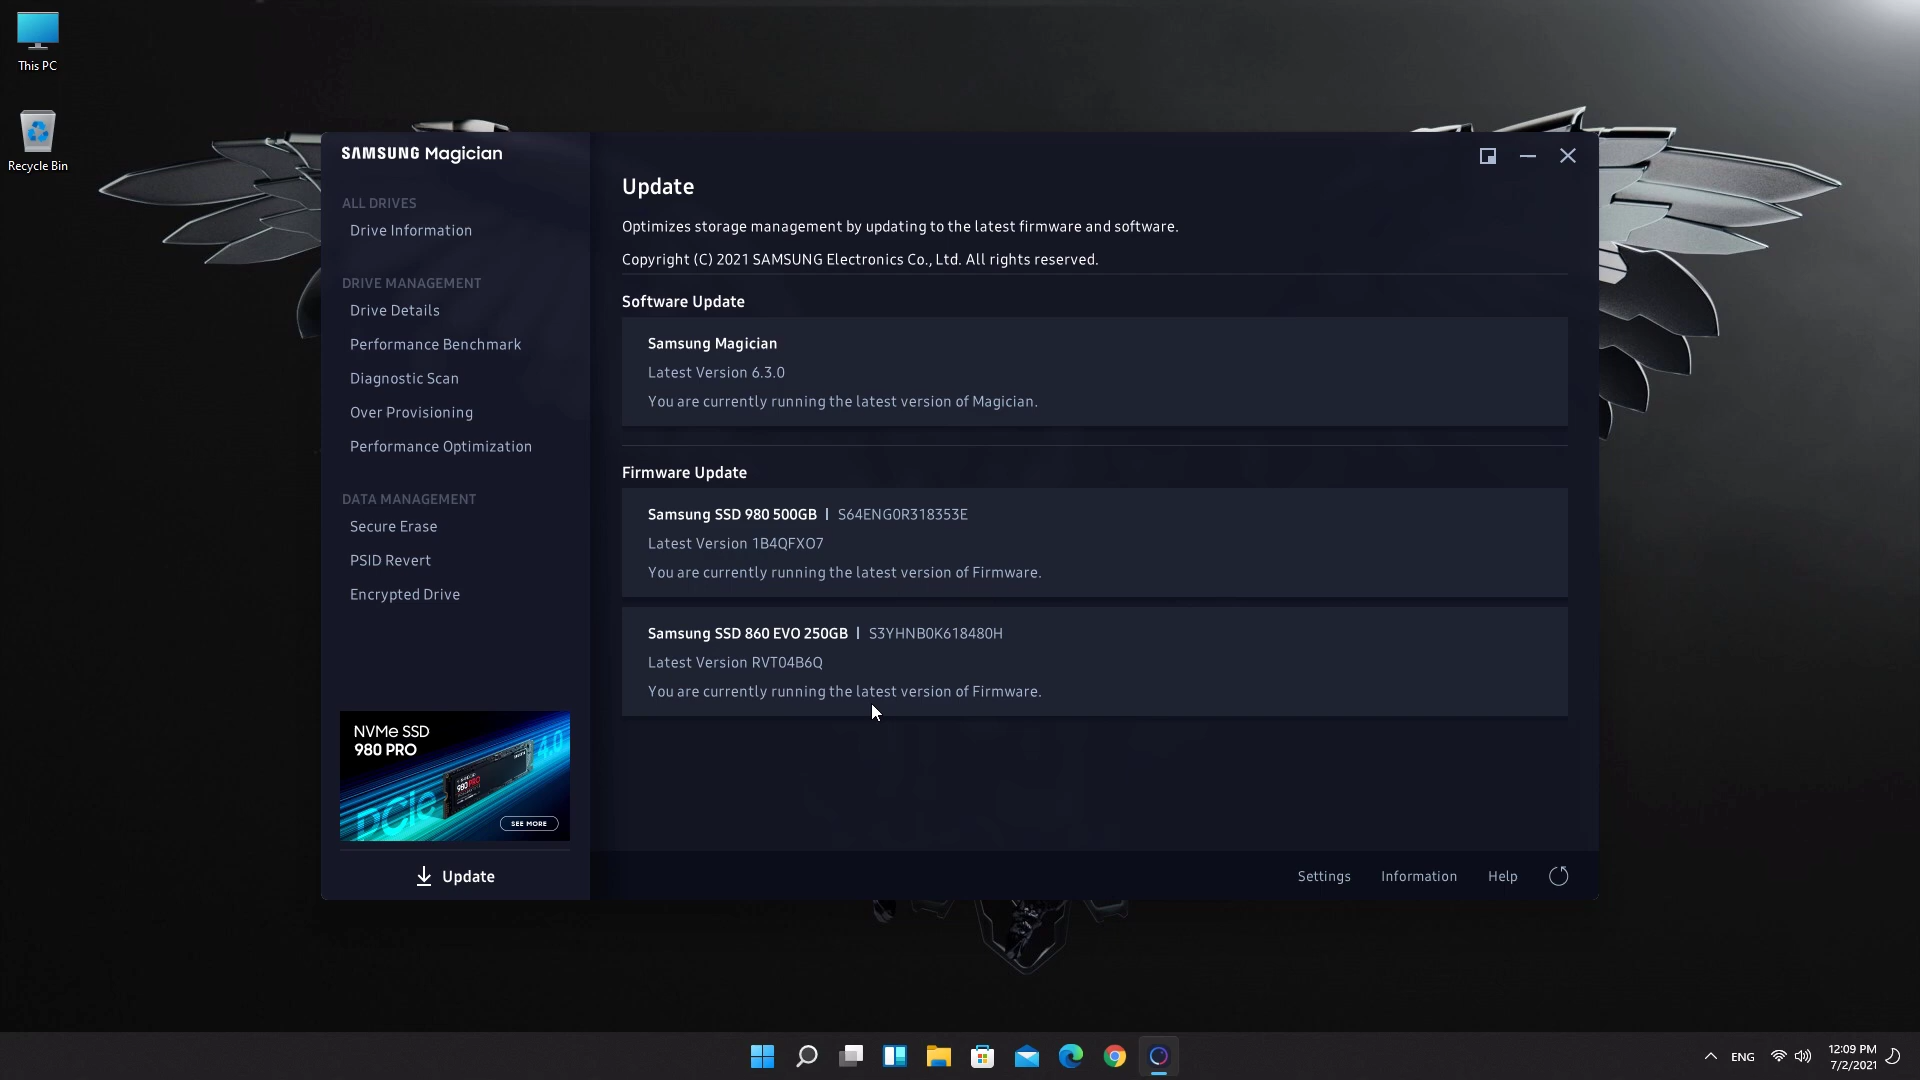 This PC
Recycle Bin
SAMSUNG Magician
ALL DRIVES
Drive Information
DRIVE MANAGEMENT
Drive Details
Performance Benchmark
Diagnostic Scan
Over Provisioning
Performance Optimization
DATA MANAGEMENT
Secure Erase
PSID Revert
Encrypted Drive
NVMe SSD
980 PRO
4.0
980 PRO
PCIe
SEE MORE
Update
Update
Optimizes storage management by updating to the latest firmware and software.
Copyright (C) 2021 SAMSUNG Electronics Co., Ltd. All rights reserved.
Software Update
Samsung Magician
Latest Version 6.3.0
You are currently running the latest version of Magician.
Firmware Update
Samsung SSD 980 500GB | S64ENG0R318353E
Latest Version 1B4QFXO7
You are currently running the latest version of Firmware.
Samsung SSD 860 EVO 250GB | S3YHNB0K618480H
Latest Version RVT04B6Q
You are currently running the latest version of Firmware.
Settings Information Help
ENG
12:09 PM
7/2/2021